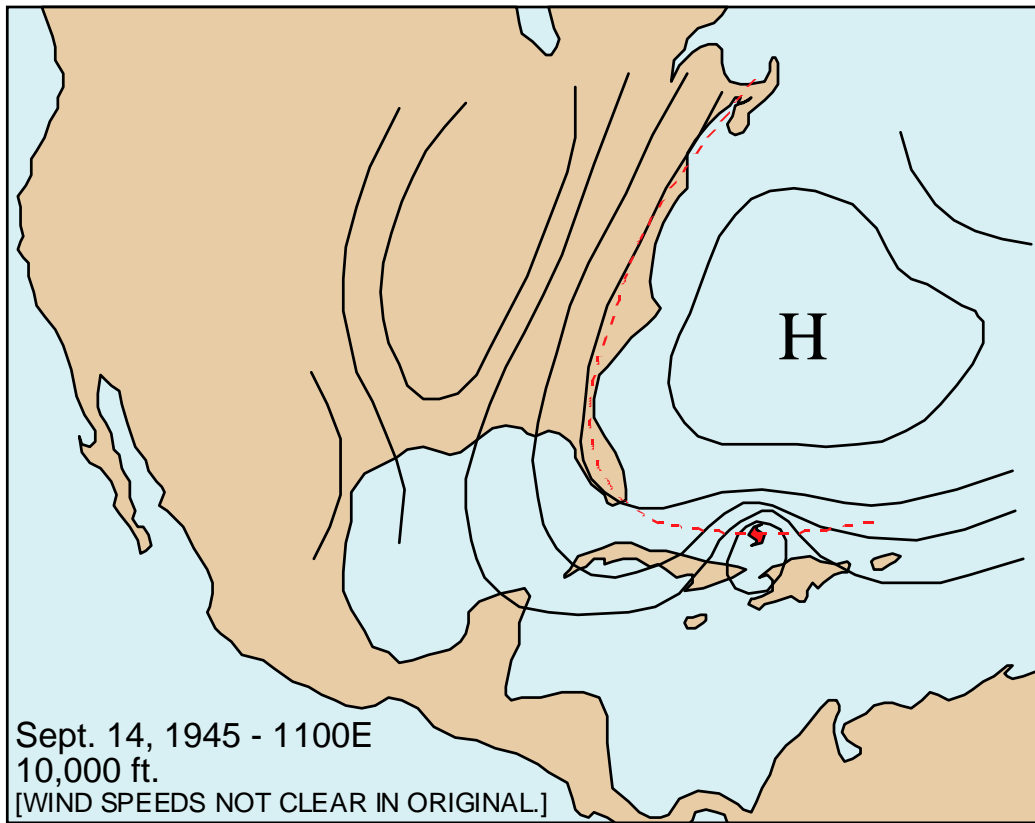 H
Sept. 14, 1945 - 1100E
10,000 ft.
[WIND SPEEDS NOT CLEAR IN ORIGINAL.]